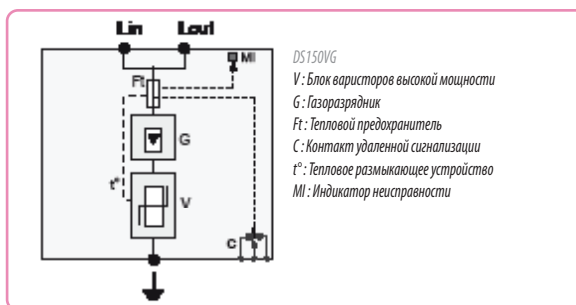 Lin Lout
MI
Ft
G
t°
V
C
DS150VG
V : Блок варисторов высокой мощности
G : Газоразрядник
Ft : Тепловой предохранитель
C : Контакт удаленной сигнализации
t° : Тепловое размыкающее устройство
MI : Индикатор неисправности